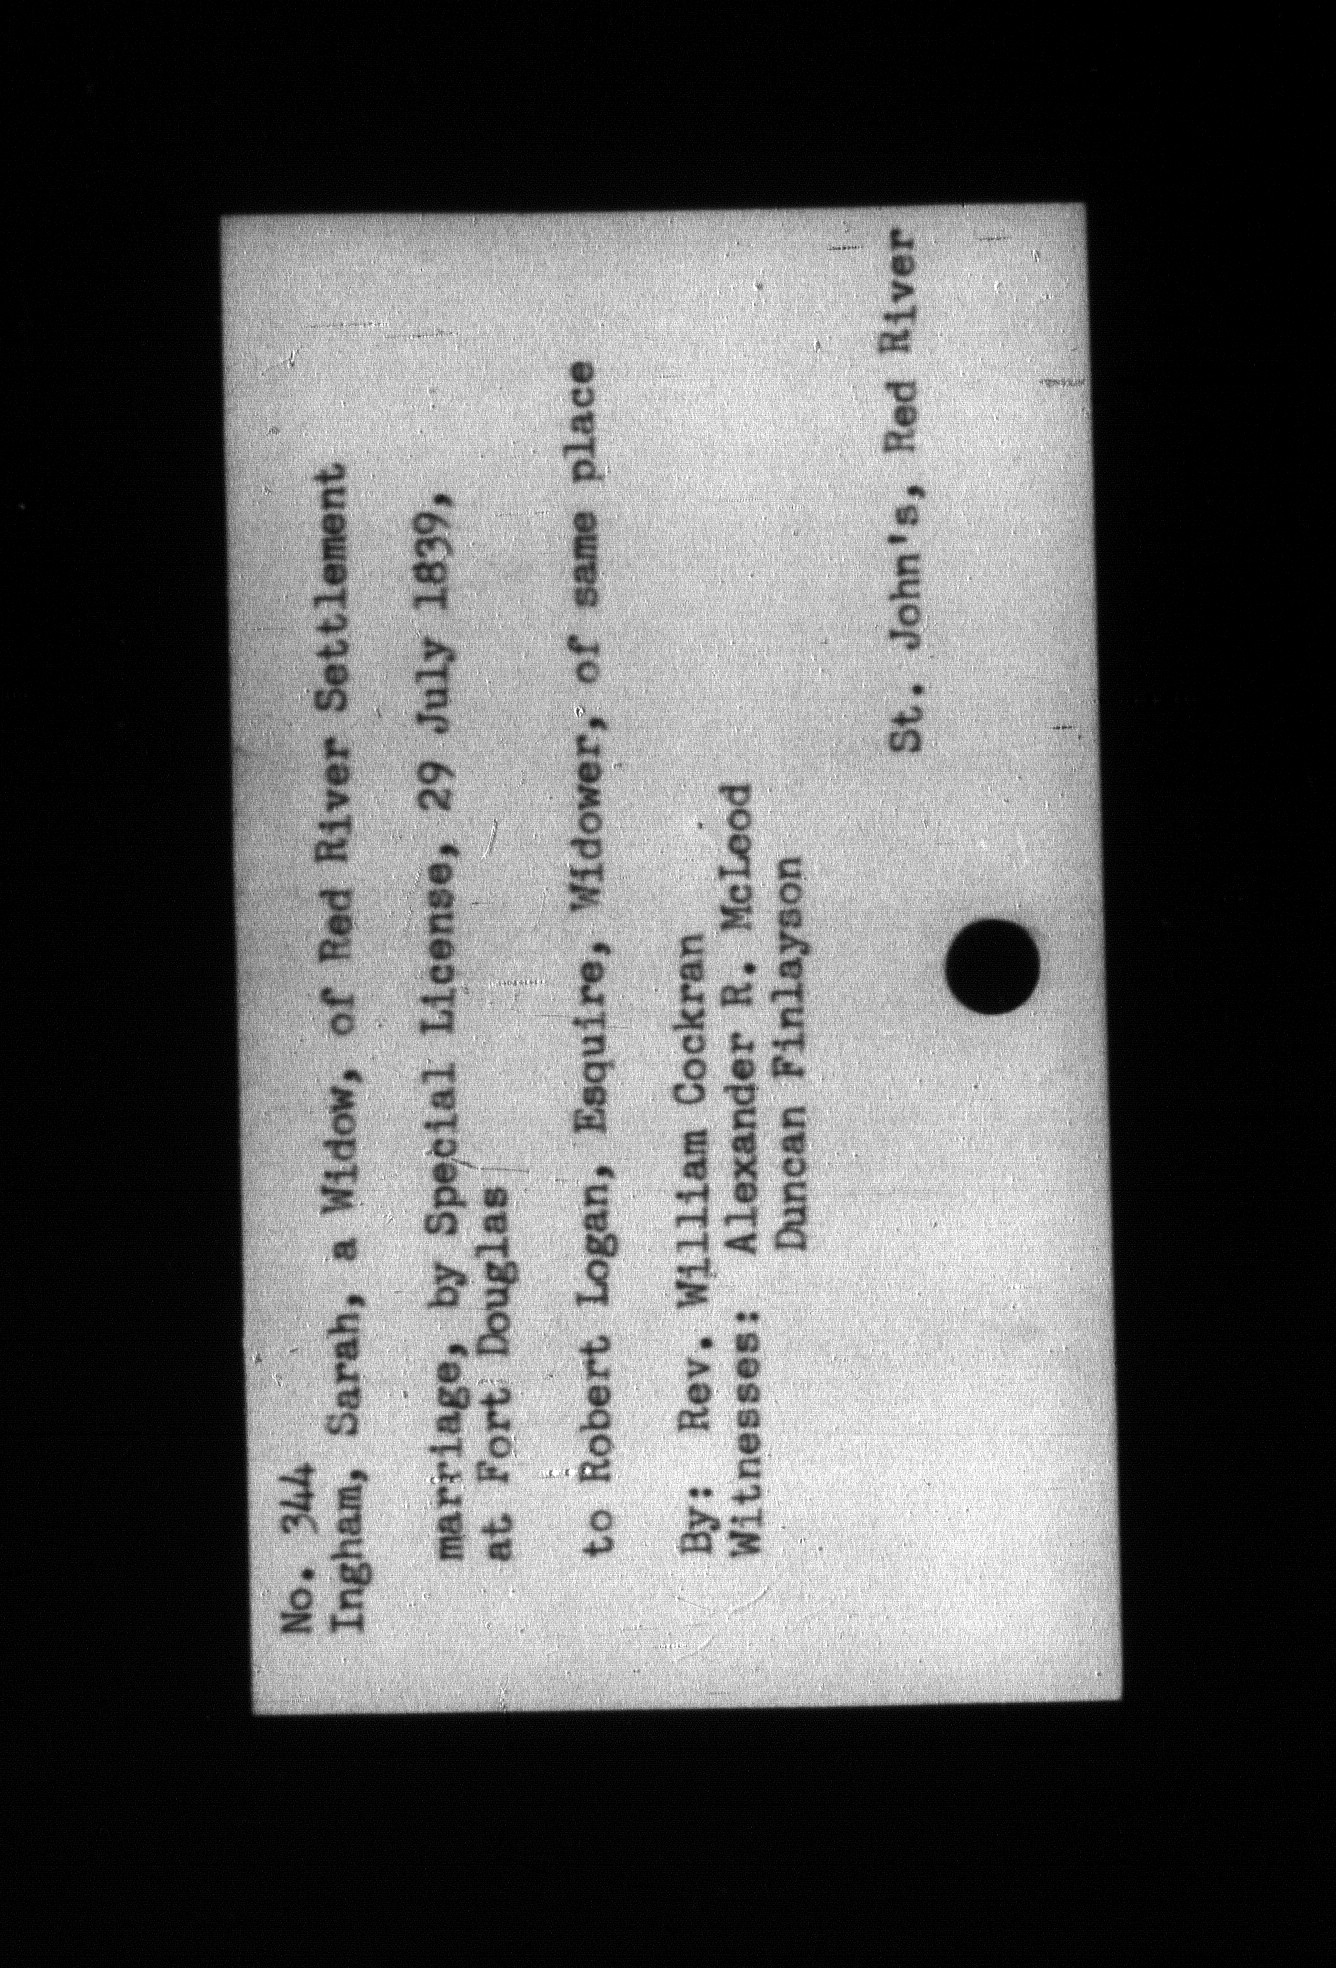 No. 344
Ingham, Sarah, a Widow, of Red River Settlement
marriage, by Special License, 29 July 1839,
at Fort Douglas
to Robert Logan, Esquire, Widower, of same place
By: Rev. William Cockran
Witnesses: Alexander R. McLeod
Duncan Finlayson
St. John's, Red River